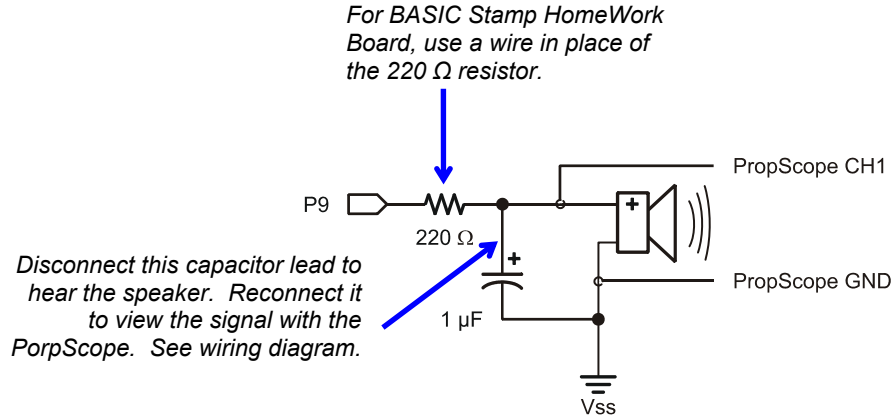 For BASIC Stamp HomeWork
Board, use a wire in place of
the 220 Ω resistor.
PropScope CH1
P9
+
220 Ω
+
Disconnect this capacitor lead to
hear the speaker. Reconnect it
to view the signal with the
PorpScope. See wiring diagram.
PropScope GND
1 µF
Vss